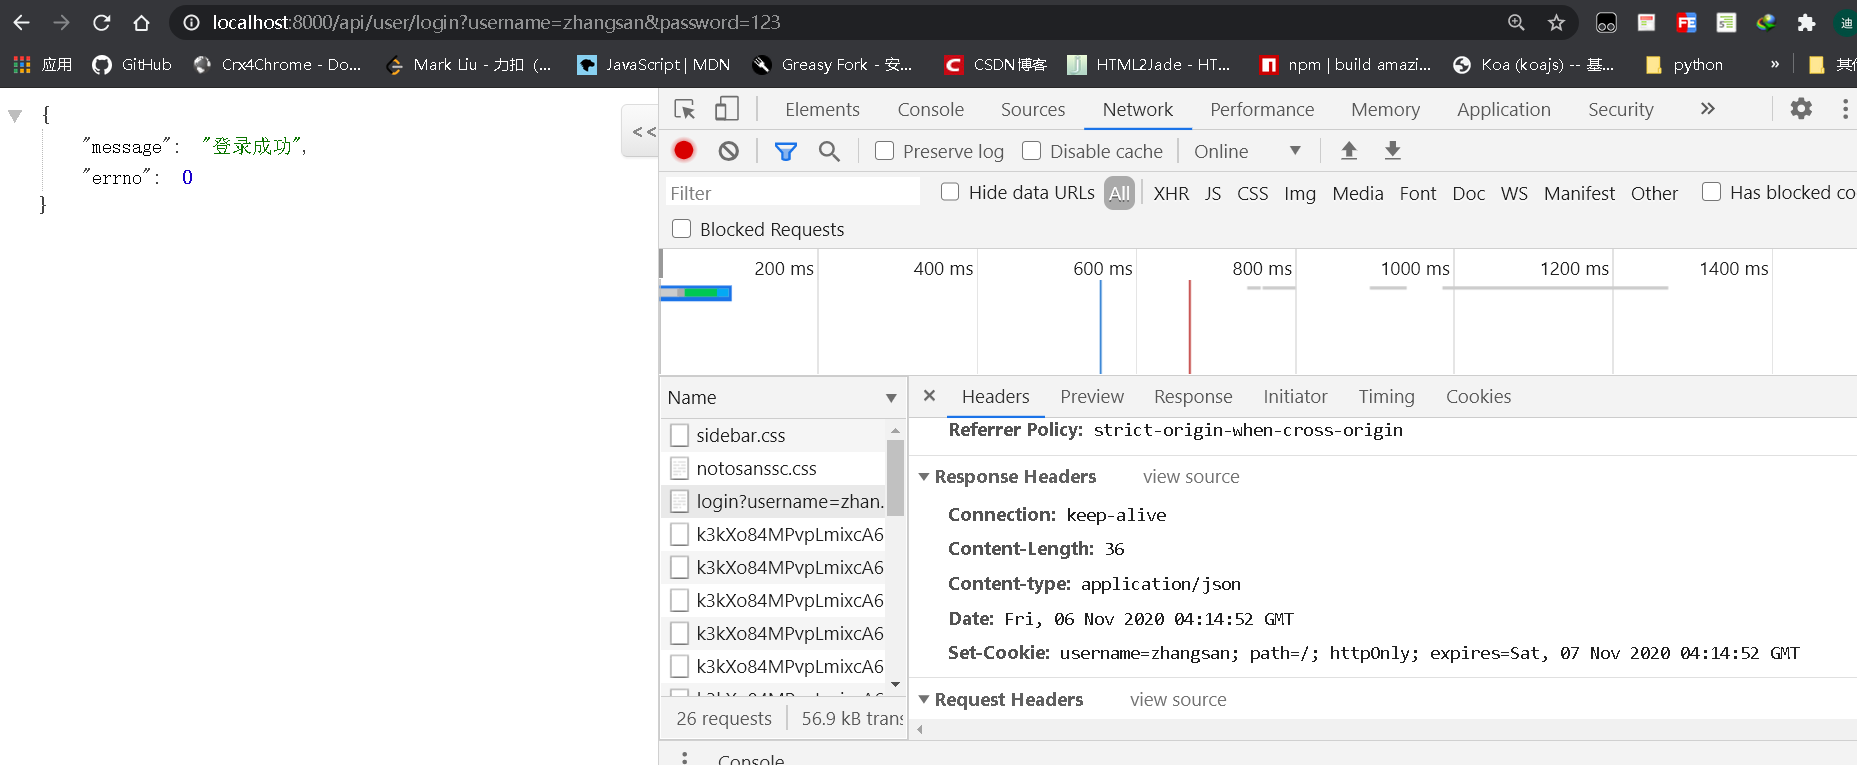 localhost:8000/api/user/login?username=zhangsan&password=123
应用 GitHub Crx4Chrome - Do... Mark Liu - 力扣（... JavaScript | MDN Greasy Fork - 安... CSDN博客 HTML2Jade - HT... npm | build amazi... Koa (koajs) -- 基... python » 其他
{
"message": "登录成功",
"errno": 0
}
<<
Elements Console Sources Network Performance Memory Application Security »
Preserve log Disable cache Online
Filter Hide data URLs All XHR JS CSS Img Media Font Doc WS Manifest Other Has blocked co
Blocked Requests
200 ms 400 ms 600 ms 800 ms 1000 ms 1200 ms 1400 ms
Name
sidebar.css
notosanssc.css
login?username=zhan.
k3kXo84MPvpLmixcA6
k3kXo84MPvpLmixcA6
k3kXo84MPvpLmixcA6
k3kXo84MPvpLmixcA6
k3kXo84MPvpLmixcA6
k3kXo84MPvpLmixcA6
26 requests 56.9 kB trans
Headers Preview Response Initiator Timing Cookies
Referrer Policy: strict-origin-when-cross-origin
Response Headers view source
Connection: keep-alive
Content-Length: 36
Content-type: application/json
Date: Fri, 06 Nov 2020 04:14:52 GMT
Set-Cookie: username=zhangsan; path=/; httpOnly; expires=Sat, 07 Nov 2020 04:14:52 GMT
Request Headers view source
Console